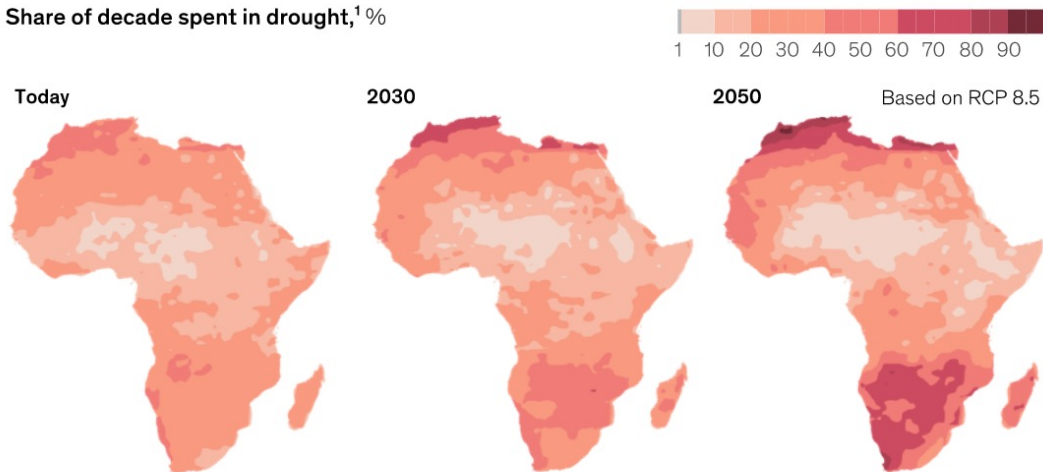 Share of decade spent in drought,¹ %
1 10 20 30 40 60 70 80 90
Today
2030
2050
Based on RCP 8.5